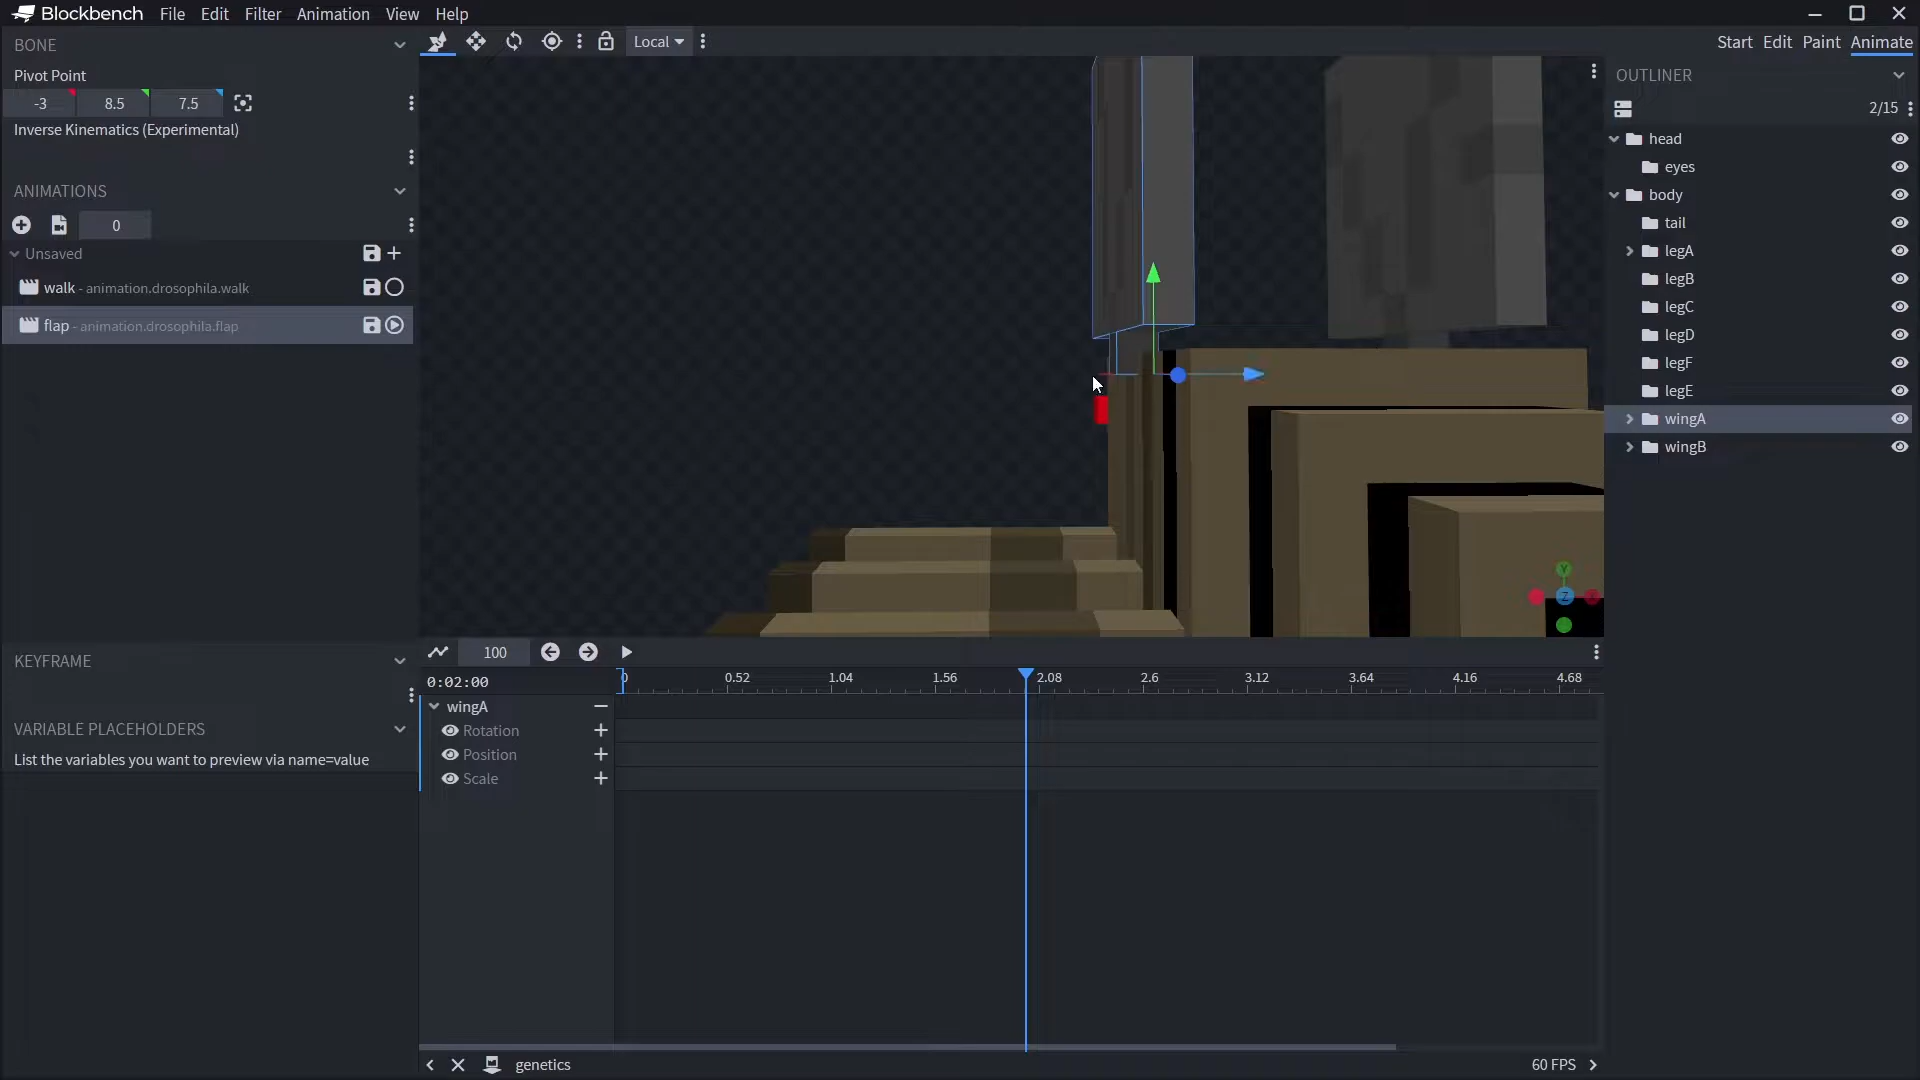 Blockbench File Edit Filter Animation View Help
BONE
Local
Start Edit Paint Animate
Pivot Point
-3 8.5 7.5
Inverse Kinematics (Experimental)
ANIMATIONS
0
Unsaved
walk - animation.drosophila.walk
flap - animation.drosophila.flap
OUTLINER
2/15
head
eyes
body
tail
legA
legB
legC
legD
legF
legE
wingA
wingB
Y
Z
X
KEYFRAME
VARIABLE PLACEHOLDERS
List the variables you want to preview via name=value
100
0:02:00
0 0.52 1.04 1.56 2.08 2.6 3.12 3.64 4.16 4.68
wingA
Rotation
Position
Scale
genetics
60 FPS